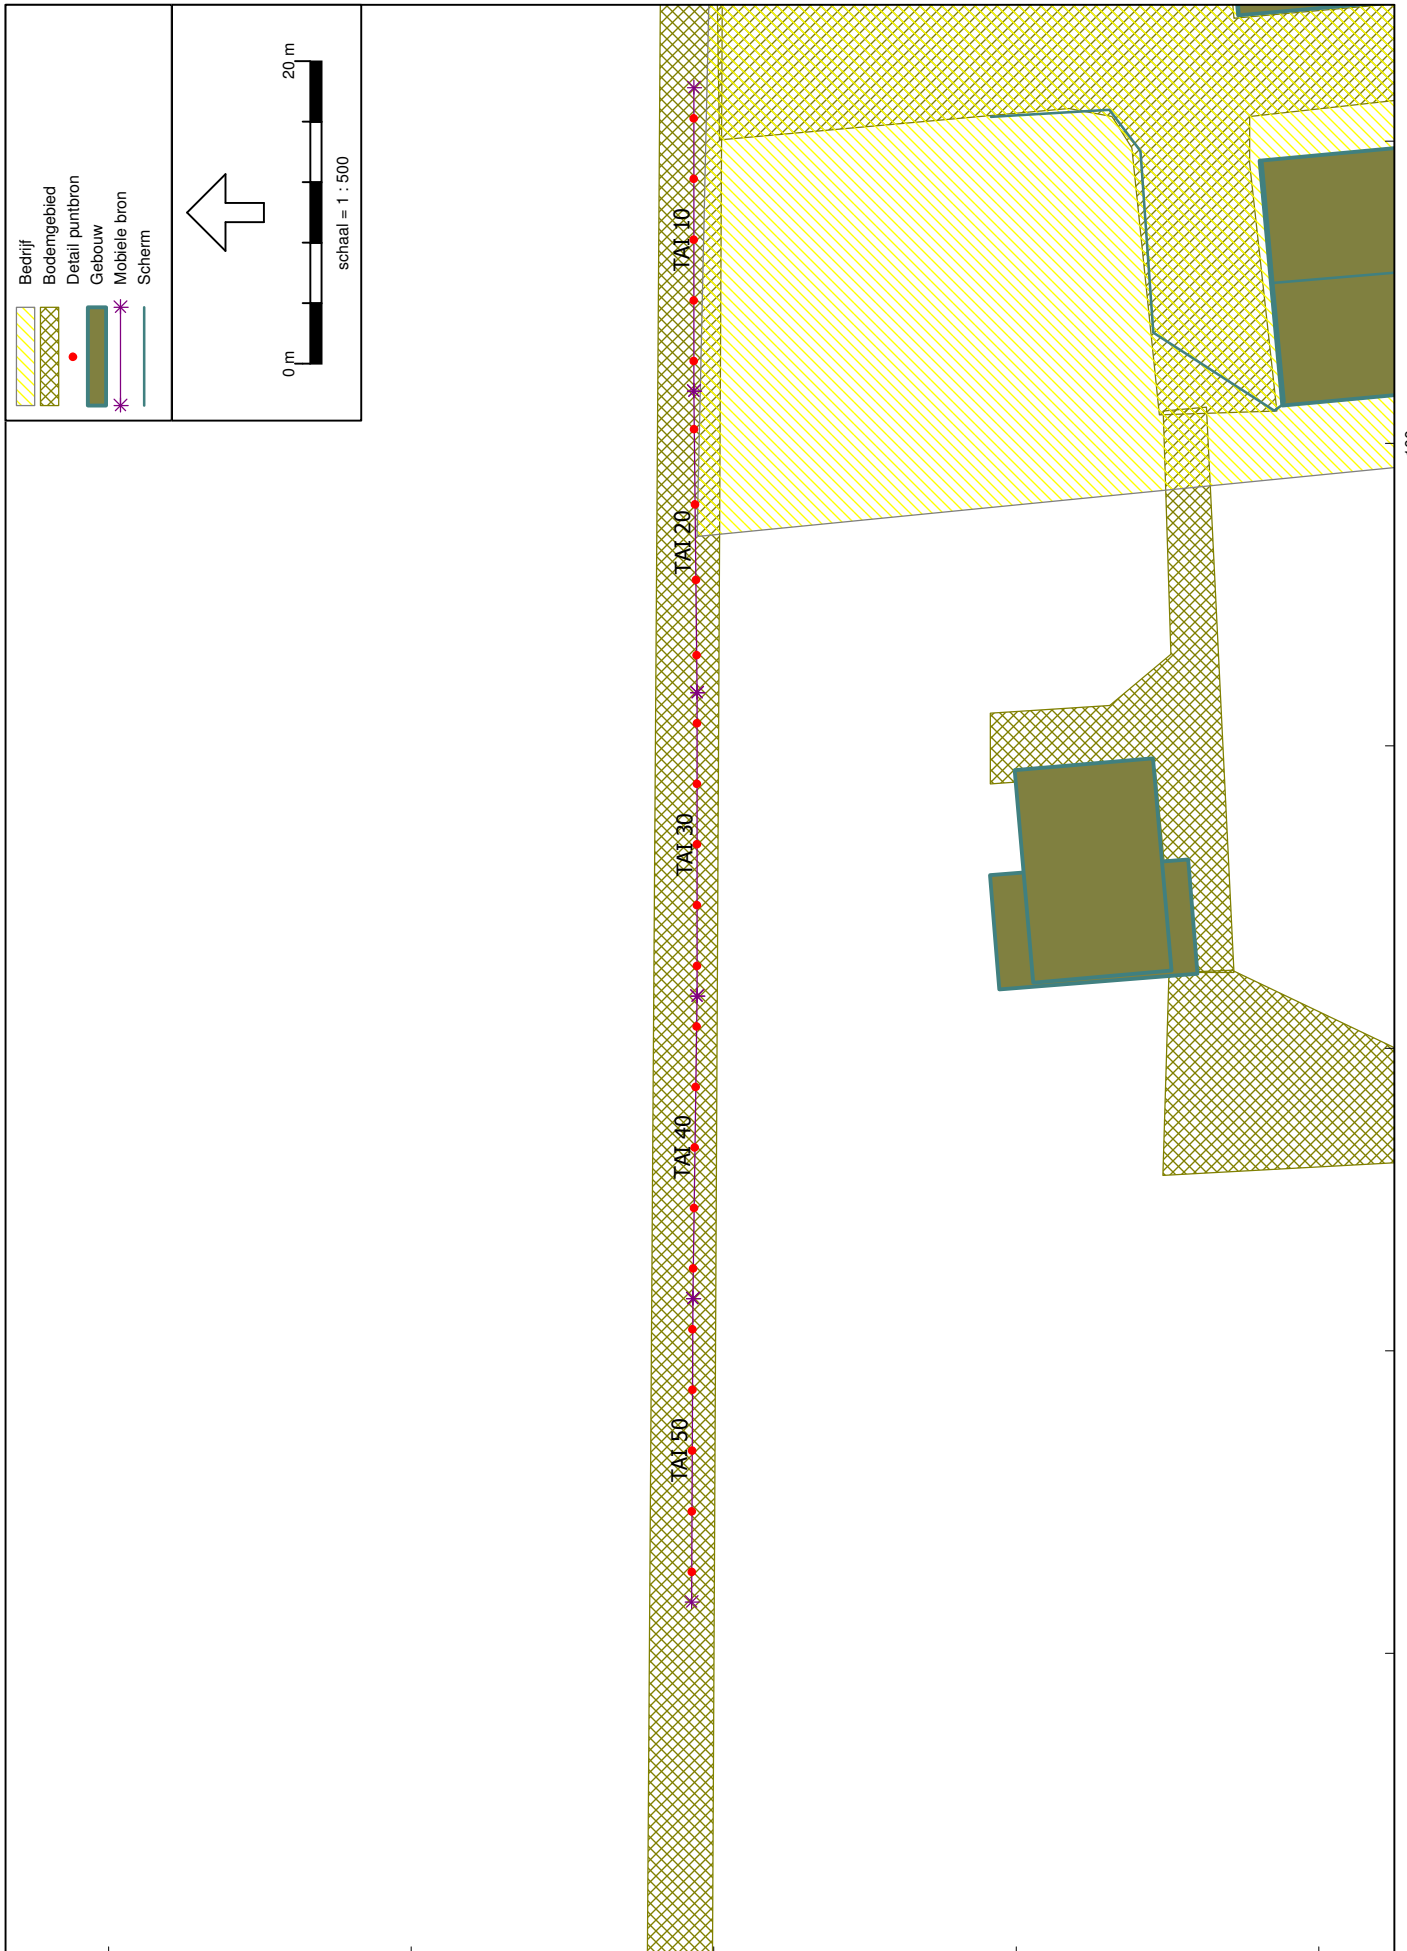 Bedrijf
Bodemgebied
Detail puntbron
Gebouw
Mobiele bron
Scherm
0 m
20 m
schaal = 1 : 500
TAI 10
TAI 20
TAI 30
TAI 40
TAI 50